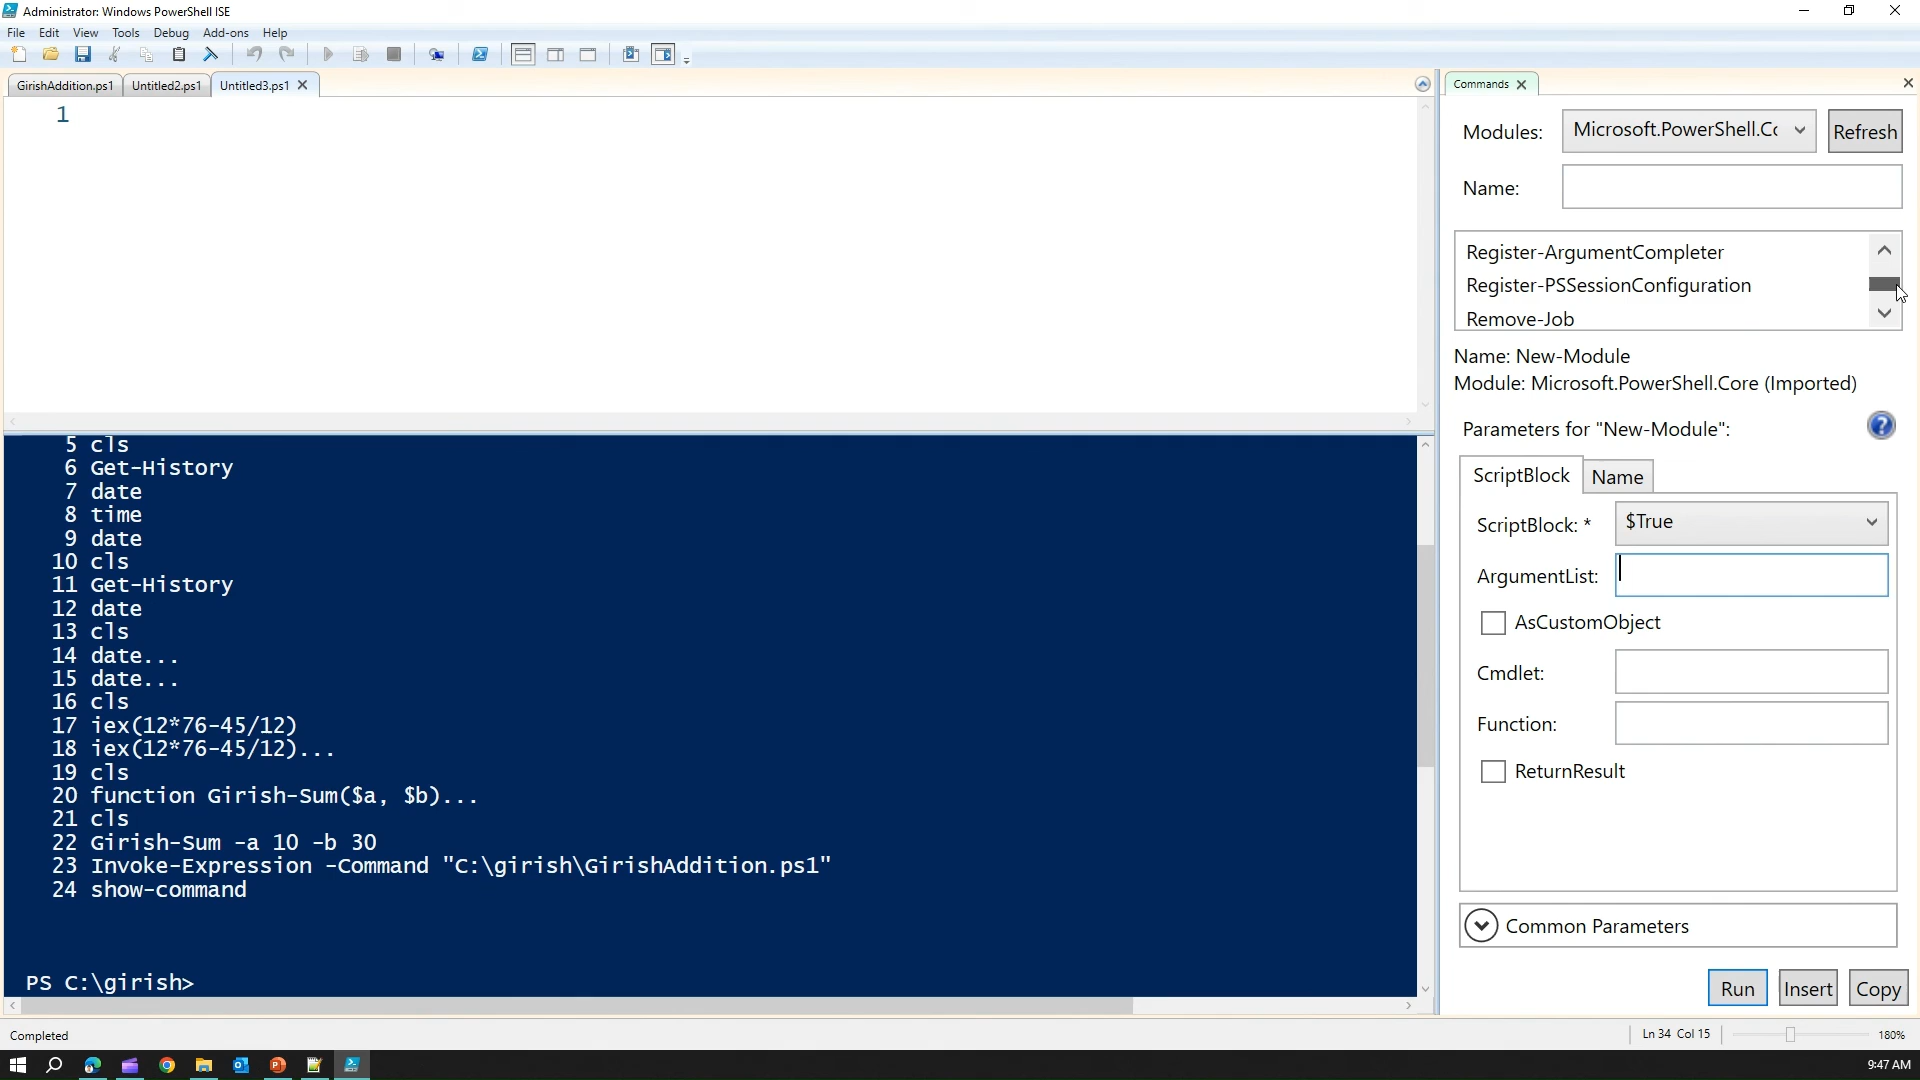 Administrator: Windows PowerShell ISE
File Edit View Tools Debug Add-ons Help
GirishAddition.ps1 Untitled2.ps1 Untitled3.ps1
1
5 cls
6 Get-History
7 date
8 time
9 date
10 cls
11 Get-History
12 date
13 cls
14 date...
15 date...
16 cls
17 iex(12*76-45/12)
18 iex(12*76-45/12)...
19 cls
20 function Girish-Sum($a, $b)...
21 cls
22 Girish-Sum -a 10 -b 30
23 Invoke-Expression -Command "C:\girish\GirishAddition.ps1"
24 show-command
PS C:\girish>
Commands
Modules: Microsoft.PowerShell.Cc Refresh
Name:
Register-ArgumentCompleter
Register-PSSessionConfiguration
Remove-Job
Name: New-Module
Module: Microsoft.PowerShell.Core (Imported)
Parameters for "New-Module": ?
ScriptBlock Name
ScriptBlock: * $True
ArgumentList:
AsCustomObject
Cmdlet:
Function:
ReturnResult
Common Parameters
Run Insert Copy
Completed Ln 34 Col 15 180%
9:47 AM